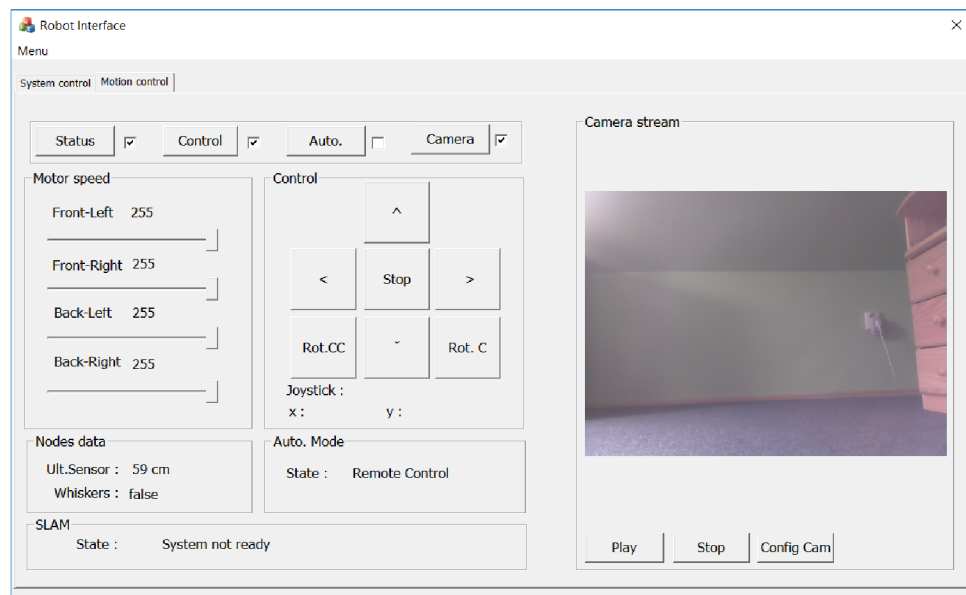 Robot Interface
Menu
System control Motion control
Status Control Auto. Camera
Motor speed
Front-Left 255
Front-Right 255
Back-Left 255
Back-Right 255
Control
^
< Stop >
Rot.CC ˇ Rot. C
Joystick :
x : y :
Nodes data
Ult.Sensor : 59 cm
Whiskers : false
Auto. Mode
State : Remote Control
SLAM
State : System not ready
Camera stream
Play Stop Config Cam